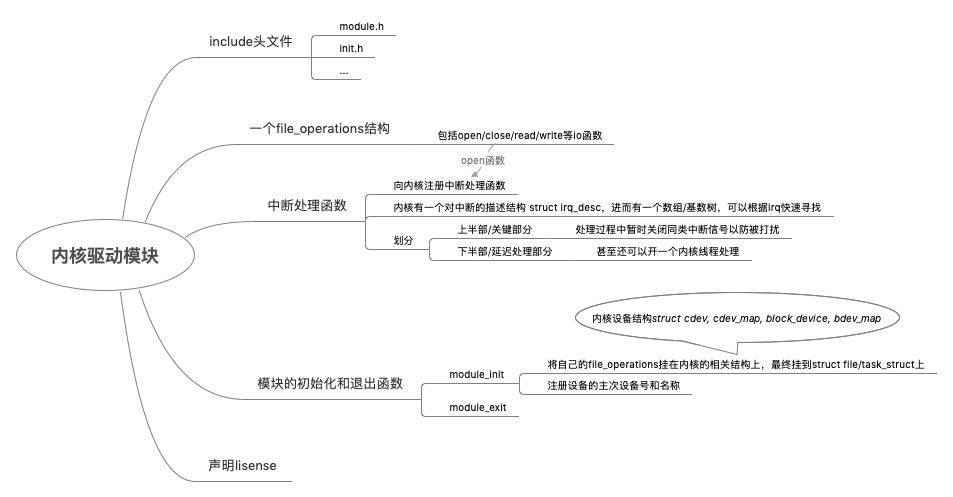 内核驱动模块
include头文件
module.h
init.h
...
一个file_operations结构
包括open/close/read/write等io函数
open函数
中断处理函数
向内核注册中断处理函数
内核有一个对中断的描述结构 struct irq_desc，进而有一个数组/基数树，可以根据irq快速寻找
划分
上半部/关键部分
处理过程中暂时关闭同类中断信号以防被打扰
下半部/延迟处理部分
甚至还可以开一个内核线程处理
模块的初始化和退出函数
module_init
内核设备结构struct cdev, cdev_map, block_device, bdev_map
将自己的file_operations挂在内核的相关结构上，最终挂到struct file/task_struct上
注册设备的主次设备号和名称
module_exit
声明lisense